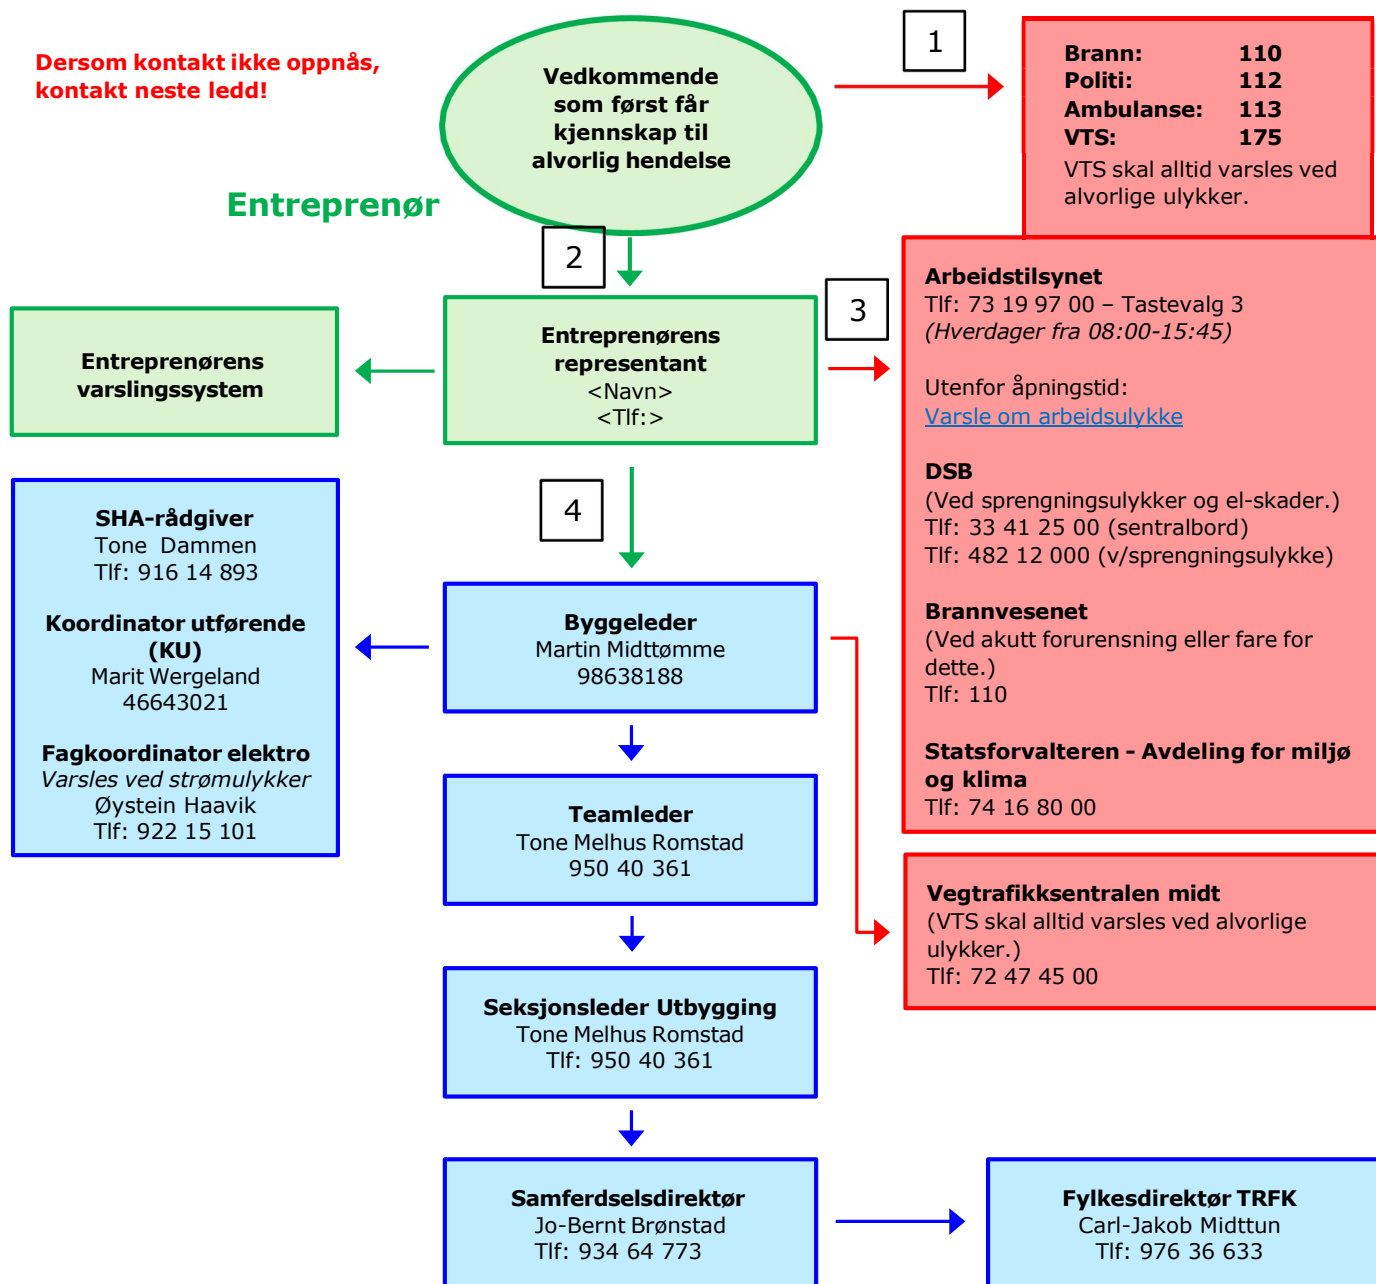 Dersom kontakt ikke oppnås,
kontakt neste ledd!
Vedkommende
som først får
kjennskap til
alvorlig hendelse
1
Brann: 110
Politi: 112
Ambulanse: 113
VTS: 175
VTS skal alltid varsles ved
alvorlige ulykker.
Entreprenør
2
Entreprenørens
varslingssystem
Entreprenørens
representant
<Navn>
<Tlf:>
3
Arbeidstilsynet
Tlf: 73 19 97 00 – Tastevalg 3
(Hverdager fra 08:00-15:45)
Utenfor åpningstid:
Varsle om arbeidsulykke
DSB
(Ved sprengningsulykker og el-skader.)
Tlf: 33 41 25 00 (sentralbord)
Tlf: 482 12 000 (v/sprengningsulykke)
Brannvesenet
(Ved akutt forurensning eller fare for
dette.)
Tlf: 110
Statsforvalteren - Avdeling for miljø
og klima
Tlf: 74 16 80 00
4
SHA-rådgiver
Tone Dammen
Tlf: 916 14 893
Koordinator utførende
(KU)
Marit Wergeland
46643021
Fagkoordinator elektro
Varsles ved strømulykker
Øystein Haavik
Tlf: 922 15 101
Byggeleder
Martin Midttømme
98638188
Teamleder
Tone Melhus Romstad
950 40 361
Vegtrafikksentralen midt
(VTS skal alltid varsles ved alvorlige
ulykker.)
Tlf: 72 47 45 00
Seksjonsleder Utbygging
Tone Melhus Romstad
Tlf: 950 40 361
Samferdselsdirektør
Jo-Bernt Brønstad
Tlf: 934 64 773
Fylkesdirektør TRFK
Carl-Jakob Midttun
Tlf: 976 36 633